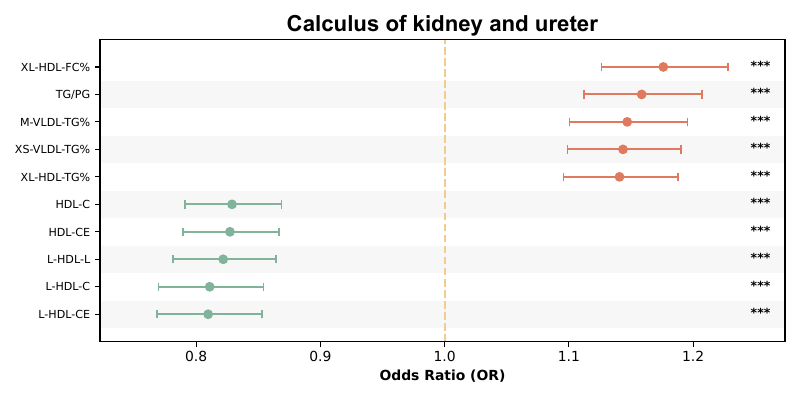 Calculus of kidney and ureter
XL-HDL-FC% ***
TG/PG ***
M-VLDL-TG% ***
XS-VLDL-TG% ***
XL-HDL-TG% ***
HDL-C ***
HDL-CE ***
L-HDL-L ***
L-HDL-C ***
L-HDL-CE ***
0.8 0.9 1.0 1.1 1.2
Odds Ratio (OR)